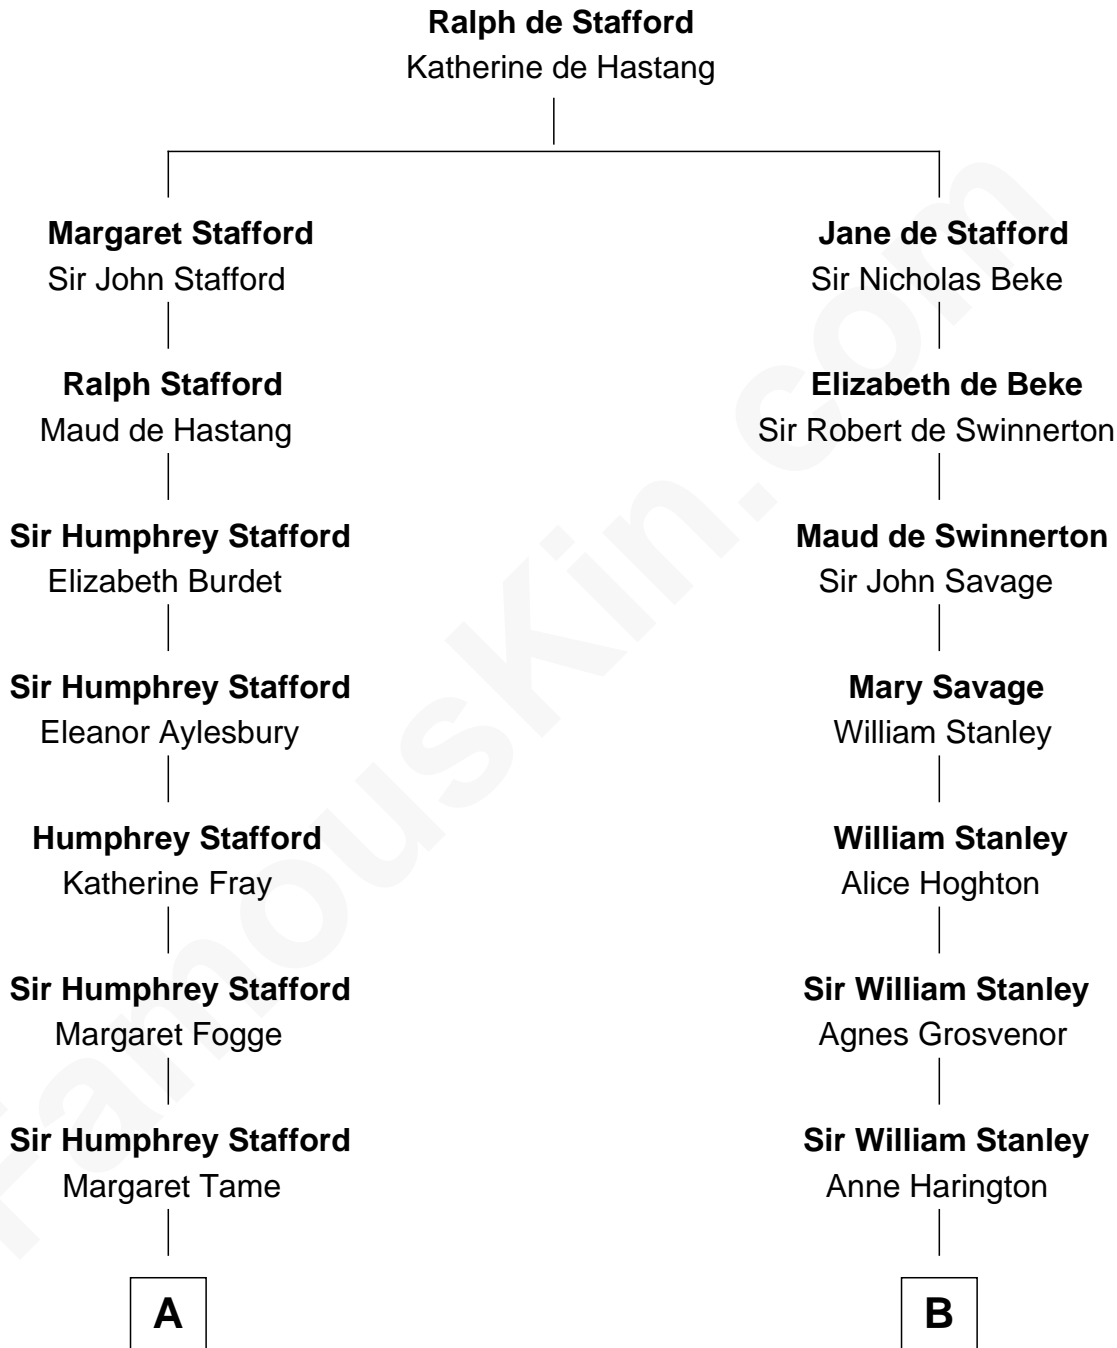 Ralph de Stafford
Katherine de Hastang
Margaret Stafford
Sir John Stafford
Jane de Stafford
Sir Nicholas Beke
Ralph Stafford
Maud de Hastang
Elizabeth de Beke
Sir Robert de Swinnerton
Sir Humphrey Stafford
Elizabeth Burdet
Maud de Swinnerton
Sir John Savage
Sir Humphrey Stafford
Eleanor Aylesbury
Mary Savage
William Stanley
Humphrey Stafford
Katherine Fray
William Stanley
Alice Hoghton
Sir Humphrey Stafford
Margaret Fogge
Sir William Stanley
Agnes Grosvenor
Sir Humphrey Stafford
Margaret Tame
Sir William Stanley
Anne Harington
A
B
FamousKin.com